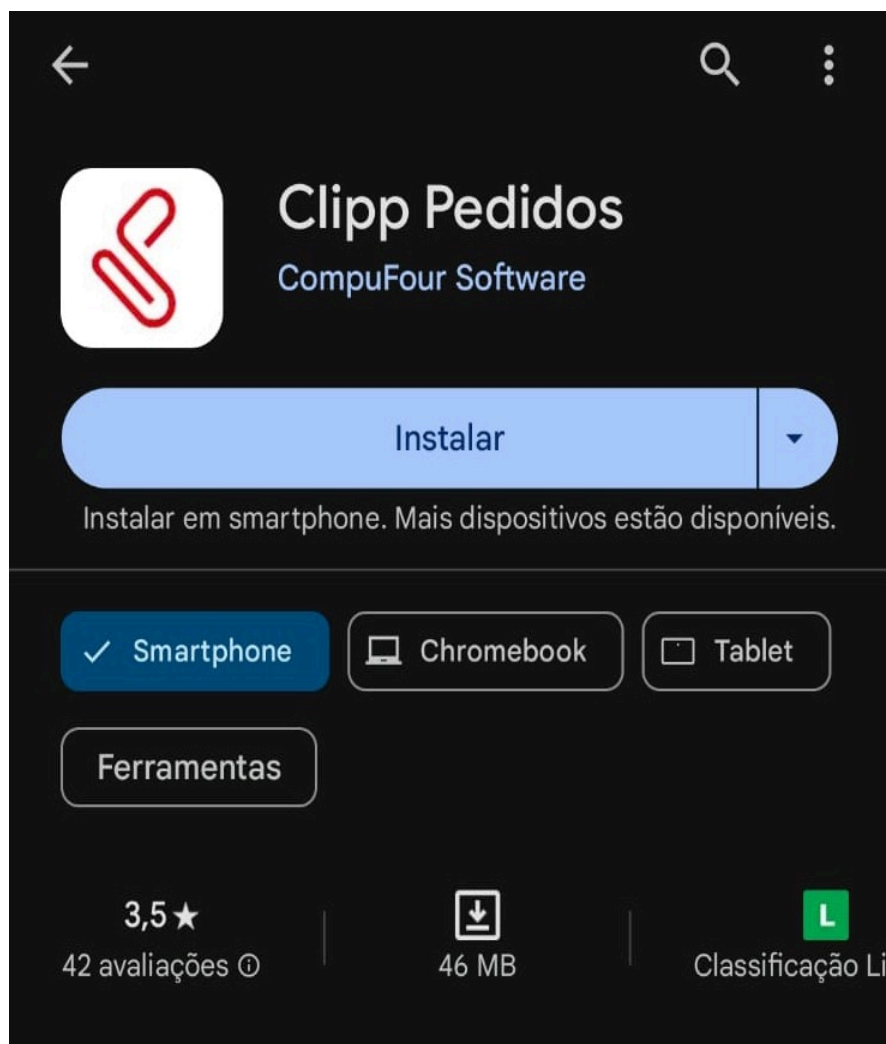 Clipp Pedidos
CompuFour Software
Instalar
Instalar em smartphone. Mais dispositivos estão disponíveis.
Smartphone
Chromebook
Tablet
Ferramentas
3,5★
42 avaliações
46 MB
L
Classificação Li